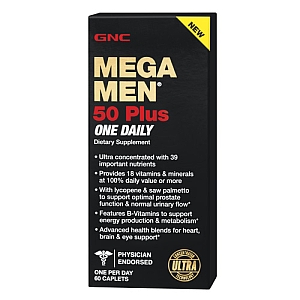 NEW
GNC
MEGA
MEN®
50 Plus
ONE DAILY
Dietary Supplement
• Ultra concentrated with 39
important nutrients
• Provides 18 vitamins & minerals
at 100% daily value or more
• With lycopene & saw palmetto
to support optimal prostate
function & normal urinary flow*
• Features B-Vitamins to support
energy production & metabolism*
• Advanced health blends for heart,
brain & eye support*
PHYSICIAN
ENDORSED
ONE PER DAY
60 CAPLETS
ULTRA